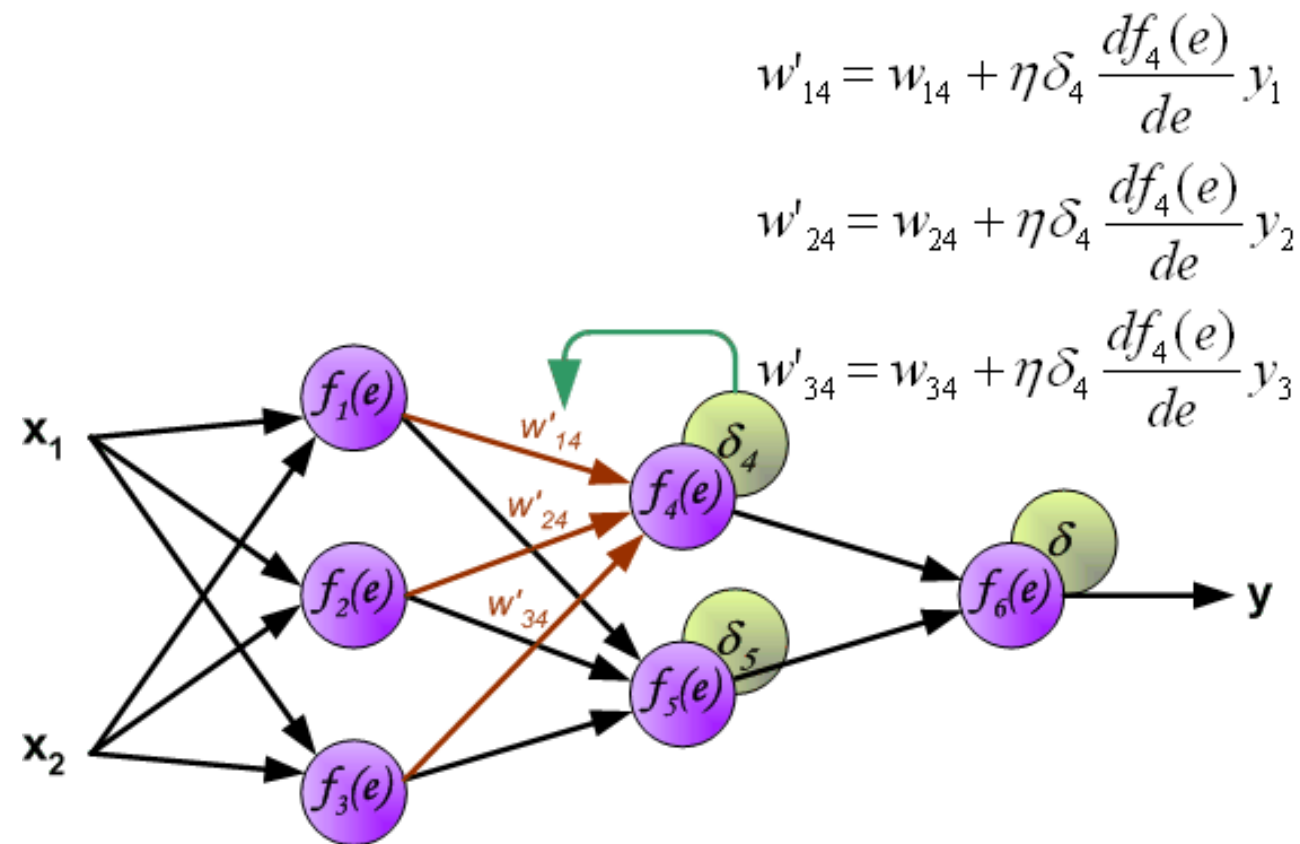 w'₁₄ = w₁₄ + ηδ₄ df₄(e)/de y₁
w'₂₄ = w₂₄ + ηδ₄ df₄(e)/de y₂
w'₃₄ = w₃₄ + ηδ₄ df₄(e)/de y₃
x₁
x₂
f₁(e)
f₂(e)
f₃(e)
w'₁₄
w'₂₄
w'₃₄
δ₄
f₄(e)
δ₅
f₅(e)
δ
f₆(e)
y